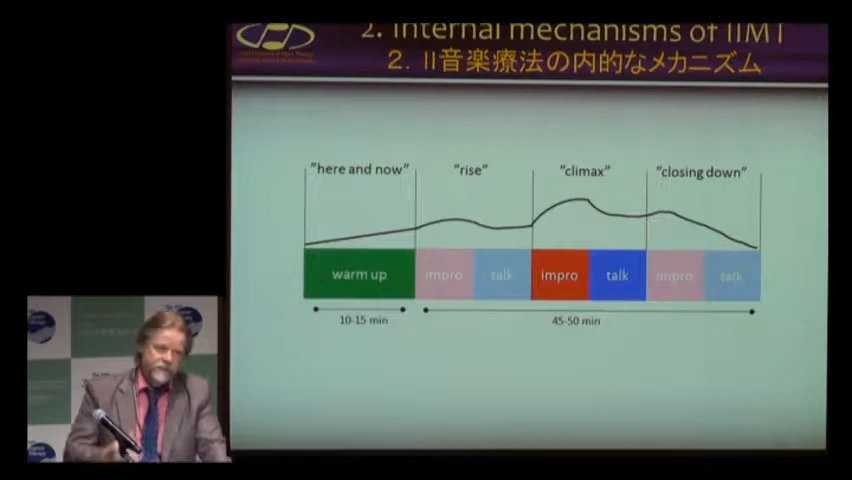 2. Internal mechanisms of IIMT
2. II音楽療法の内的なメカニズム
"here and now" "rise" "climax" "closing down"
warm up impro talk impro talk impro talk
10-15 min 45-50 min